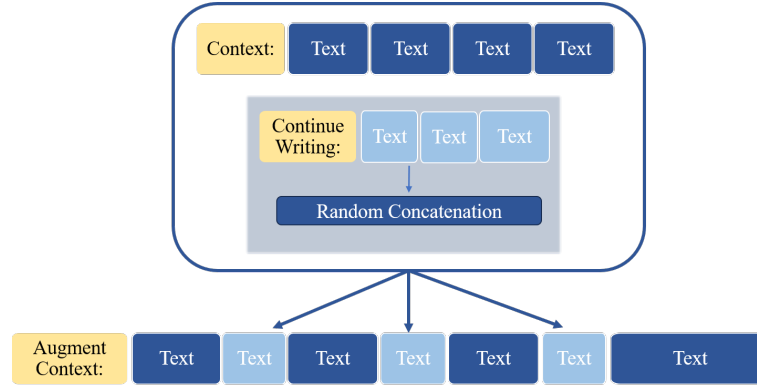 Context: Text Text Text Text
Continue
Writing:
Text Text Text
Random Concatenation
Augment
Context:
Text Text Text Text Text Text Text